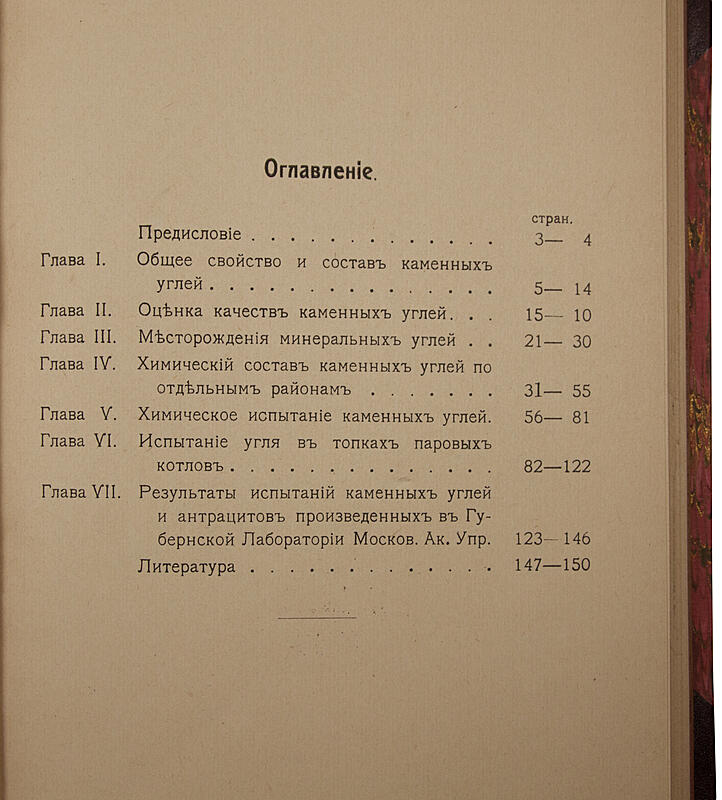 Оглавленіе.
стран.
Предисловіе . . . . . . . . . . . . . 3— 4
Глава I. Общее свойство и составъ каменныхъ
углей . . . . . . . . . . . . . . . 5— 14
Глава II. Оцѣнка качествъ каменныхъ углей. . . 15— 10
Глава III. Мѣсторожденія минеральныхъ углей . . 21— 30
Глава IV. Химическій составъ каменныхъ углей по
отдѣльнымъ районамъ . . . . . . . 31— 55
Глава V. Химическое испытаніе каменныхъ углей. 56— 81
Глава VI. Испытаніе угля въ топкахъ паровыхъ
котловъ . . . . . . . . . . . . . . 82—122
Глава VII. Результаты испытаній каменныхъ углей
и антрацитовъ произведенныхъ въ Гу-
бернской Лабораторіи Москов. Ак. Упр. 123—146
Литература . . . . . . . . . . . . . 147—150